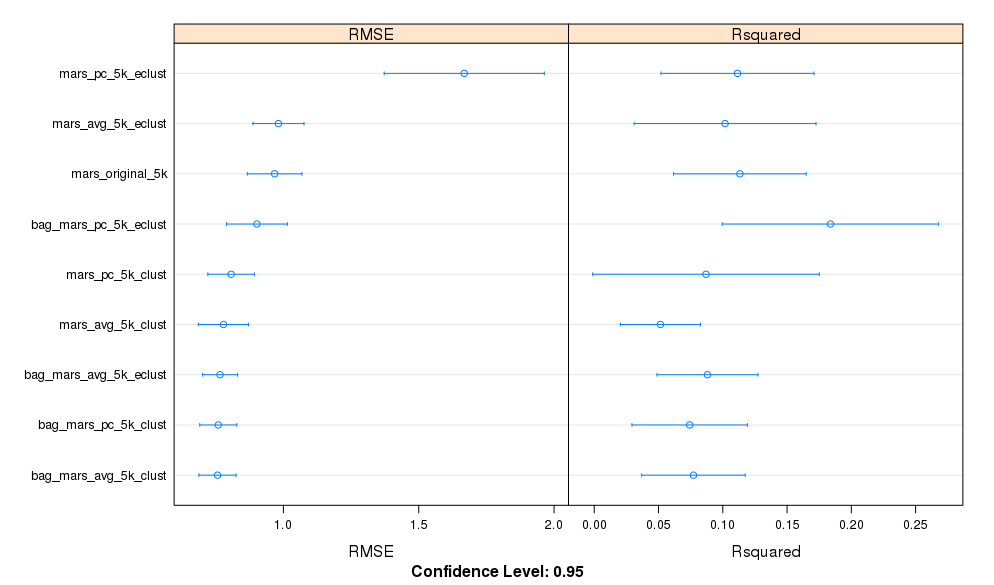 RMSE Rsquared
mars_pc_5k_eclust
mars_avg_5k_eclust
mars_original_5k
bag_mars_pc_5k_eclust
mars_pc_5k_clust
mars_avg_5k_clust
bag_mars_avg_5k_eclust
bag_mars_pc_5k_clust
bag_mars_avg_5k_clust
1.0 1.5 2.0 0.00 0.05 0.10 0.15 0.20 0.25
RMSE Rsquared
Confidence Level: 0.95